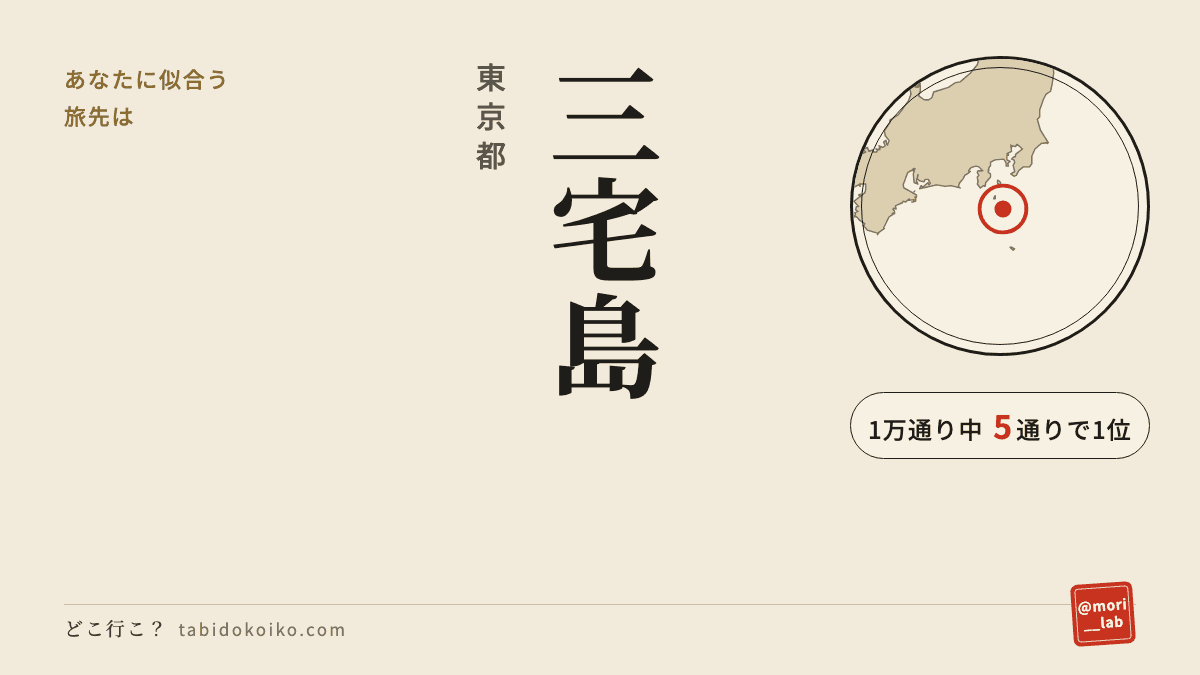 あなたに似合う
旅先は
三宅島
東京都
1万通り中 5通りで1位
どこ行こ？ tabidokoiko.com
@mori
__lab